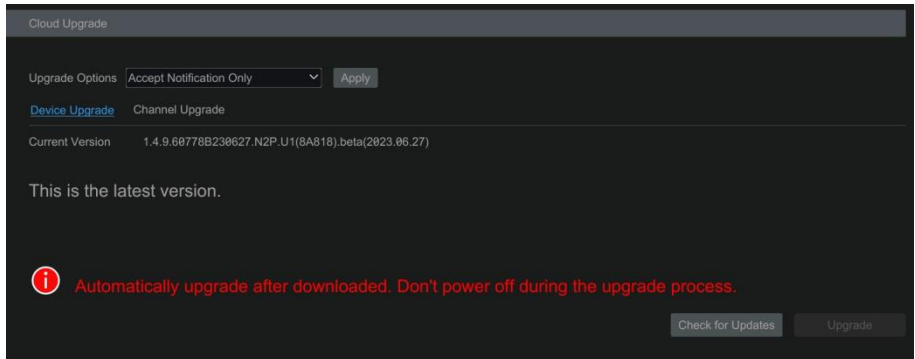 Cloud Upgrade
Upgrade Options Accept Notification Only Apply
Device Upgrade Channel Upgrade
Current Version 1.4.9.60778B230627.N2P.U1(8A818).beta(2023.06.27)
This is the latest version.
Automatically upgrade after downloaded. Don't power off during the upgrade process.
Check for Updates Upgrade